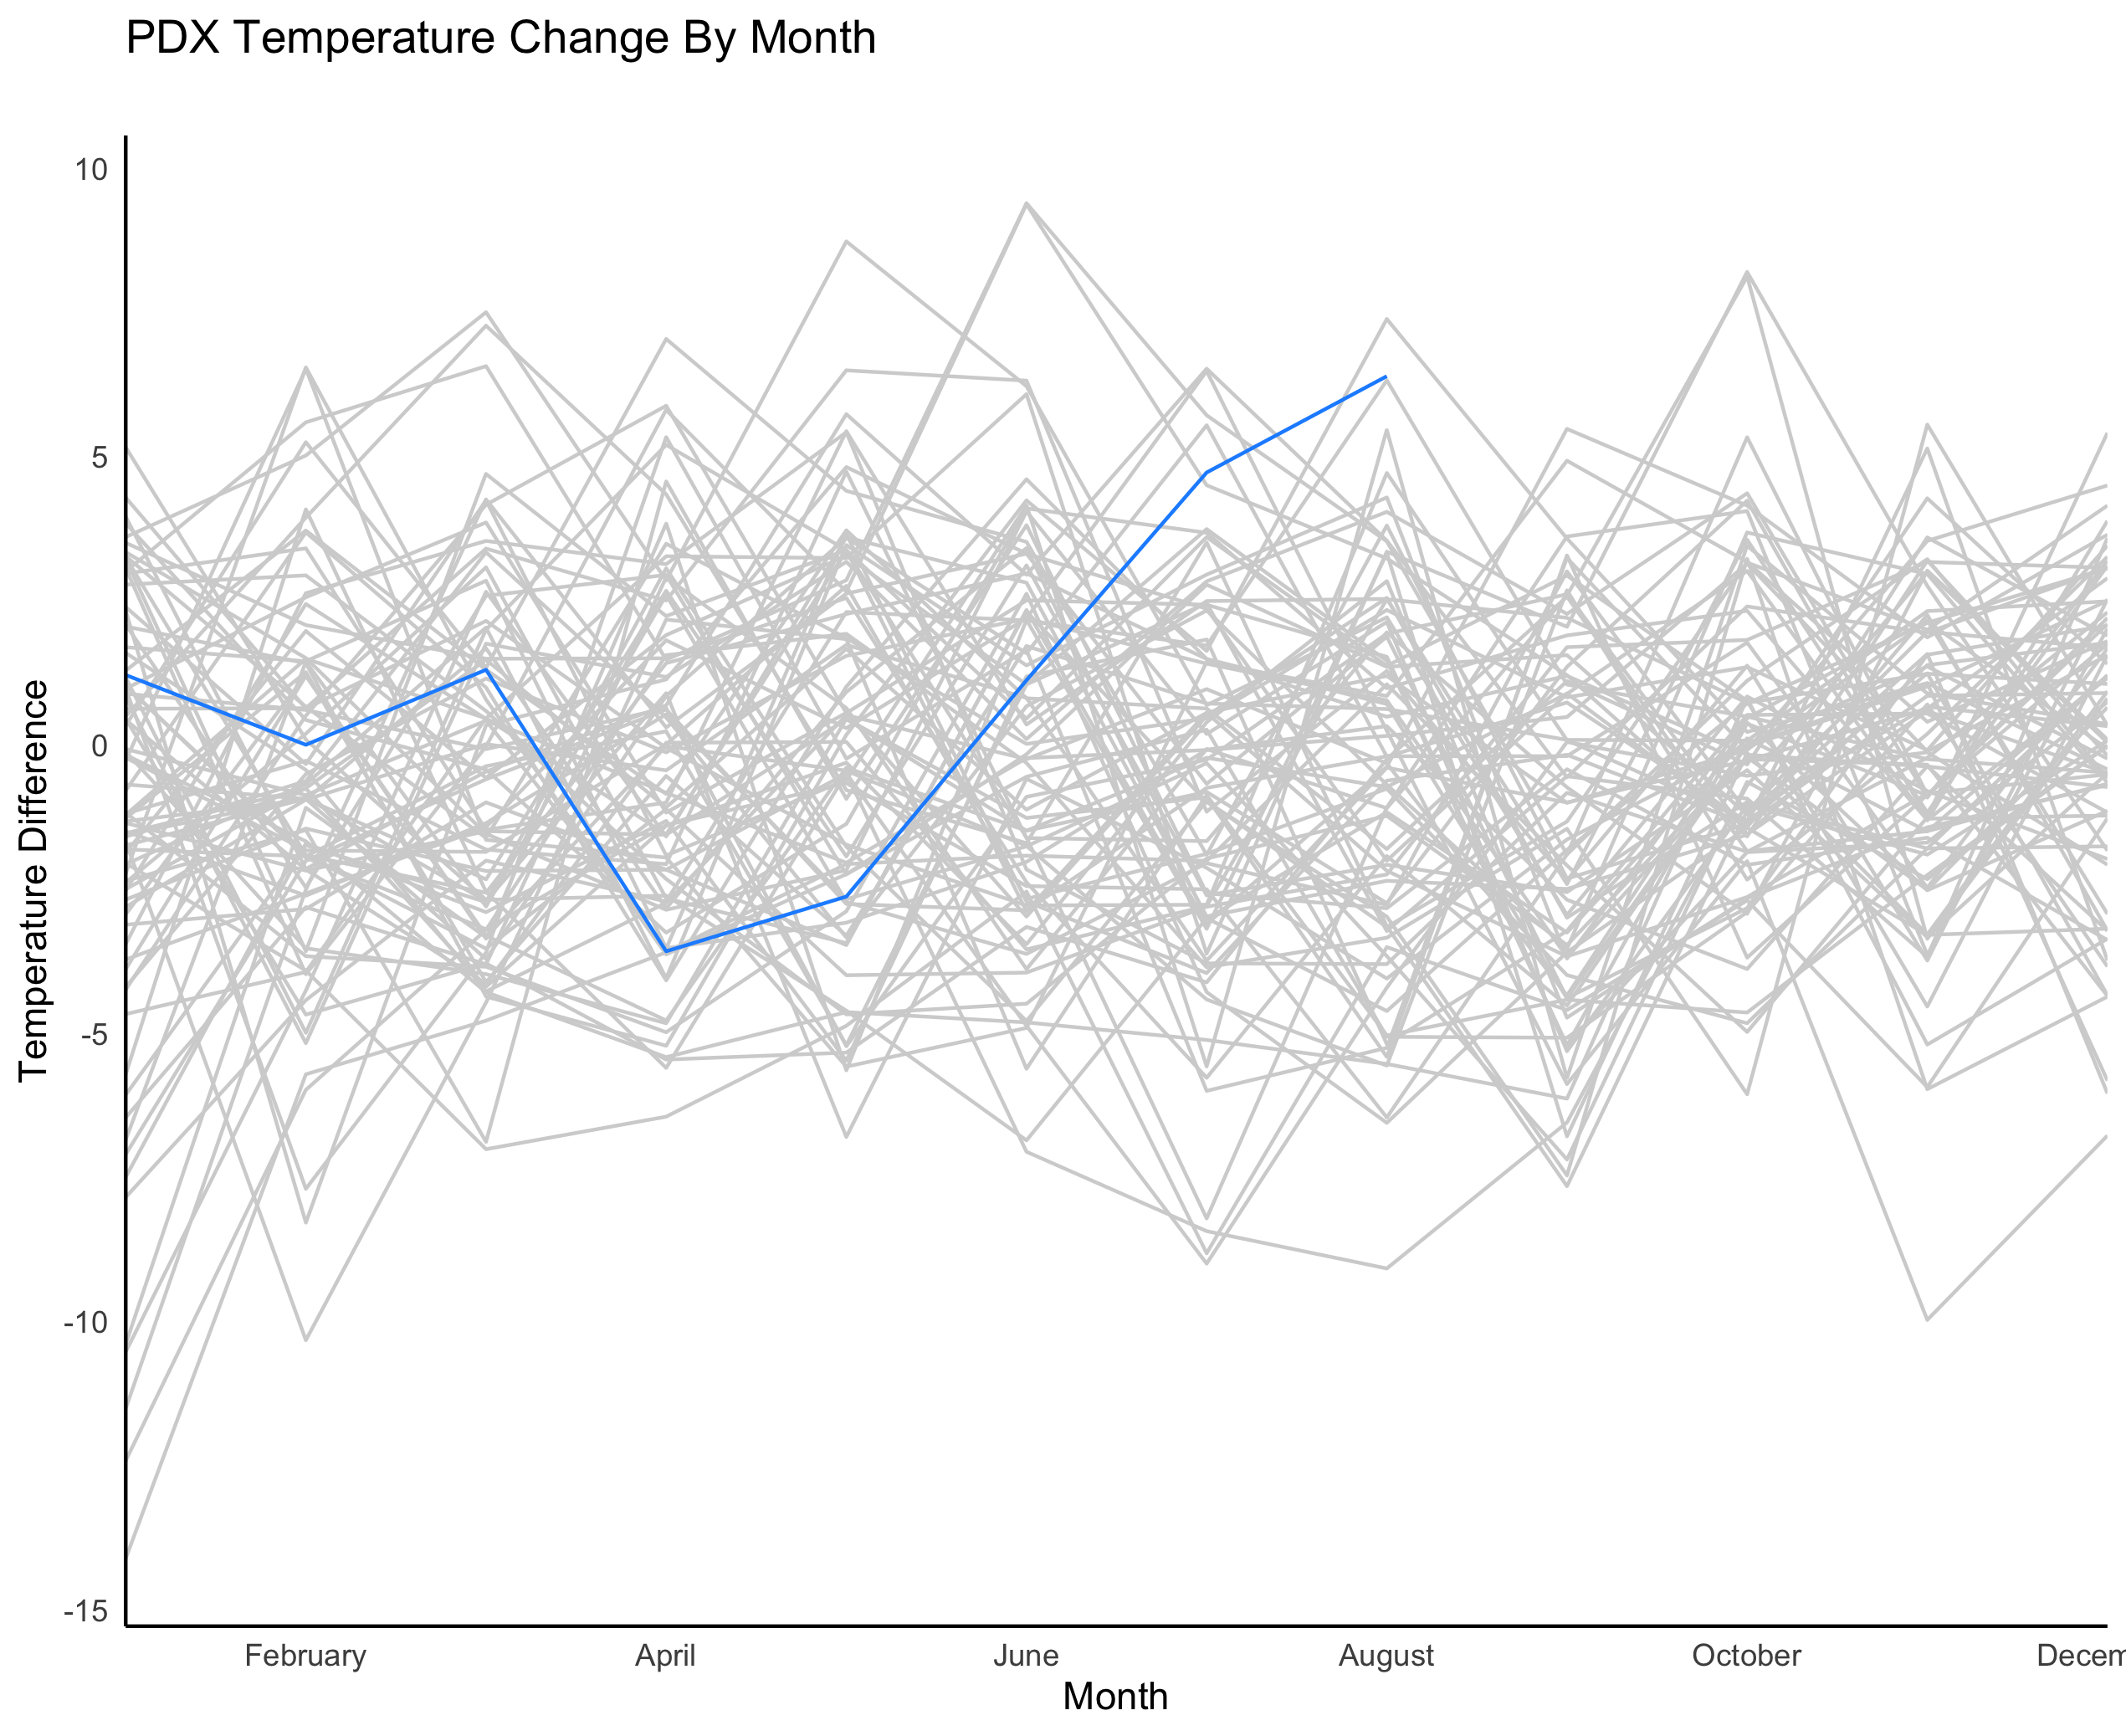 PDX Temperature Change By Month
Temperature Difference
10
5
0
-5
-10
-15
February
April
June
August
October
Decem
Month